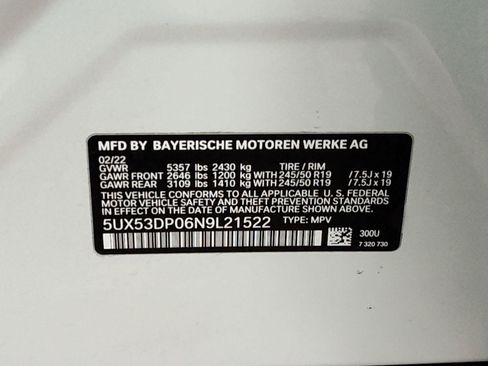 MFD BY BAYERISCHE MOTOREN WERKE AG
02/22
GVWR 5357 lbs 2430 kg TIRE / RIM
GAWR FRONT 2646 lbs 1200 kg WITH 245/50 R19 / 7.5J x 19
GAWR REAR 3109 lbs 1410 kg WITH 245/50 R19 / 7.5J x 19
THIS VEHICLE CONFORMS TO ALL APPLICABLE U. S. FEDERAL
MOTOR VEHICLE SAFETY AND THEFT PREVENTION STANDARDS IN
EFFECT ON THE DATE OF MANUFACTURE SHOWN ABOVE.
5UX53DP06N9L21522 TYPE: MPV
300U
7 320 730